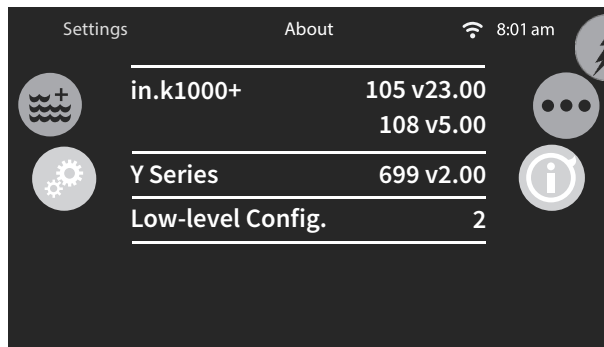 Settings About 8:01 am
in.k1000+ 105 v23.00
108 v5.00
Y Series 699 v2.00
Low-level Config. 2